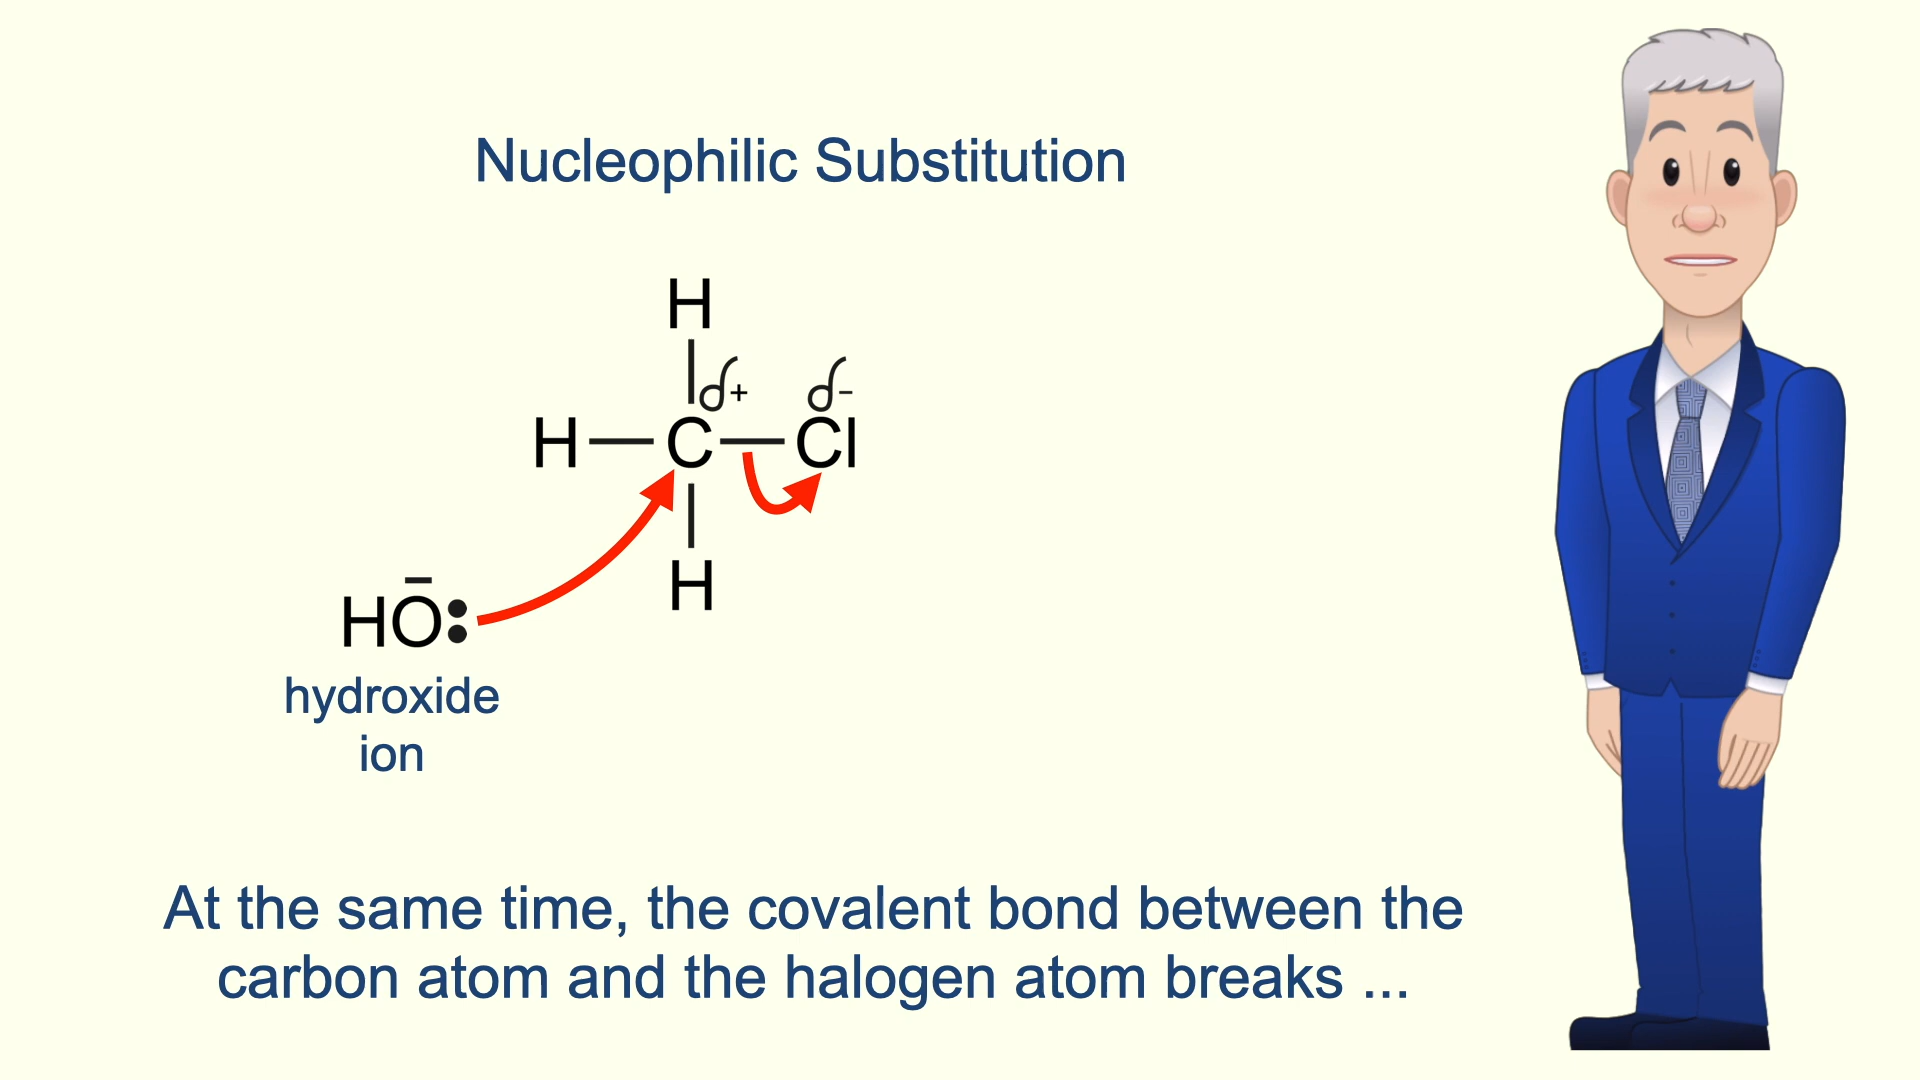 Nucleophilic Substitution
H
δ+ δ-
H C Cl
H
HO:
hydroxide
ion
At the same time, the covalent bond between the
carbon atom and the halogen atom breaks ...